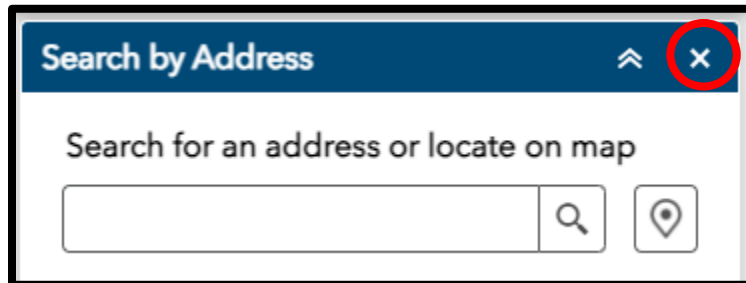 Search by Address
Search for an address or locate on map